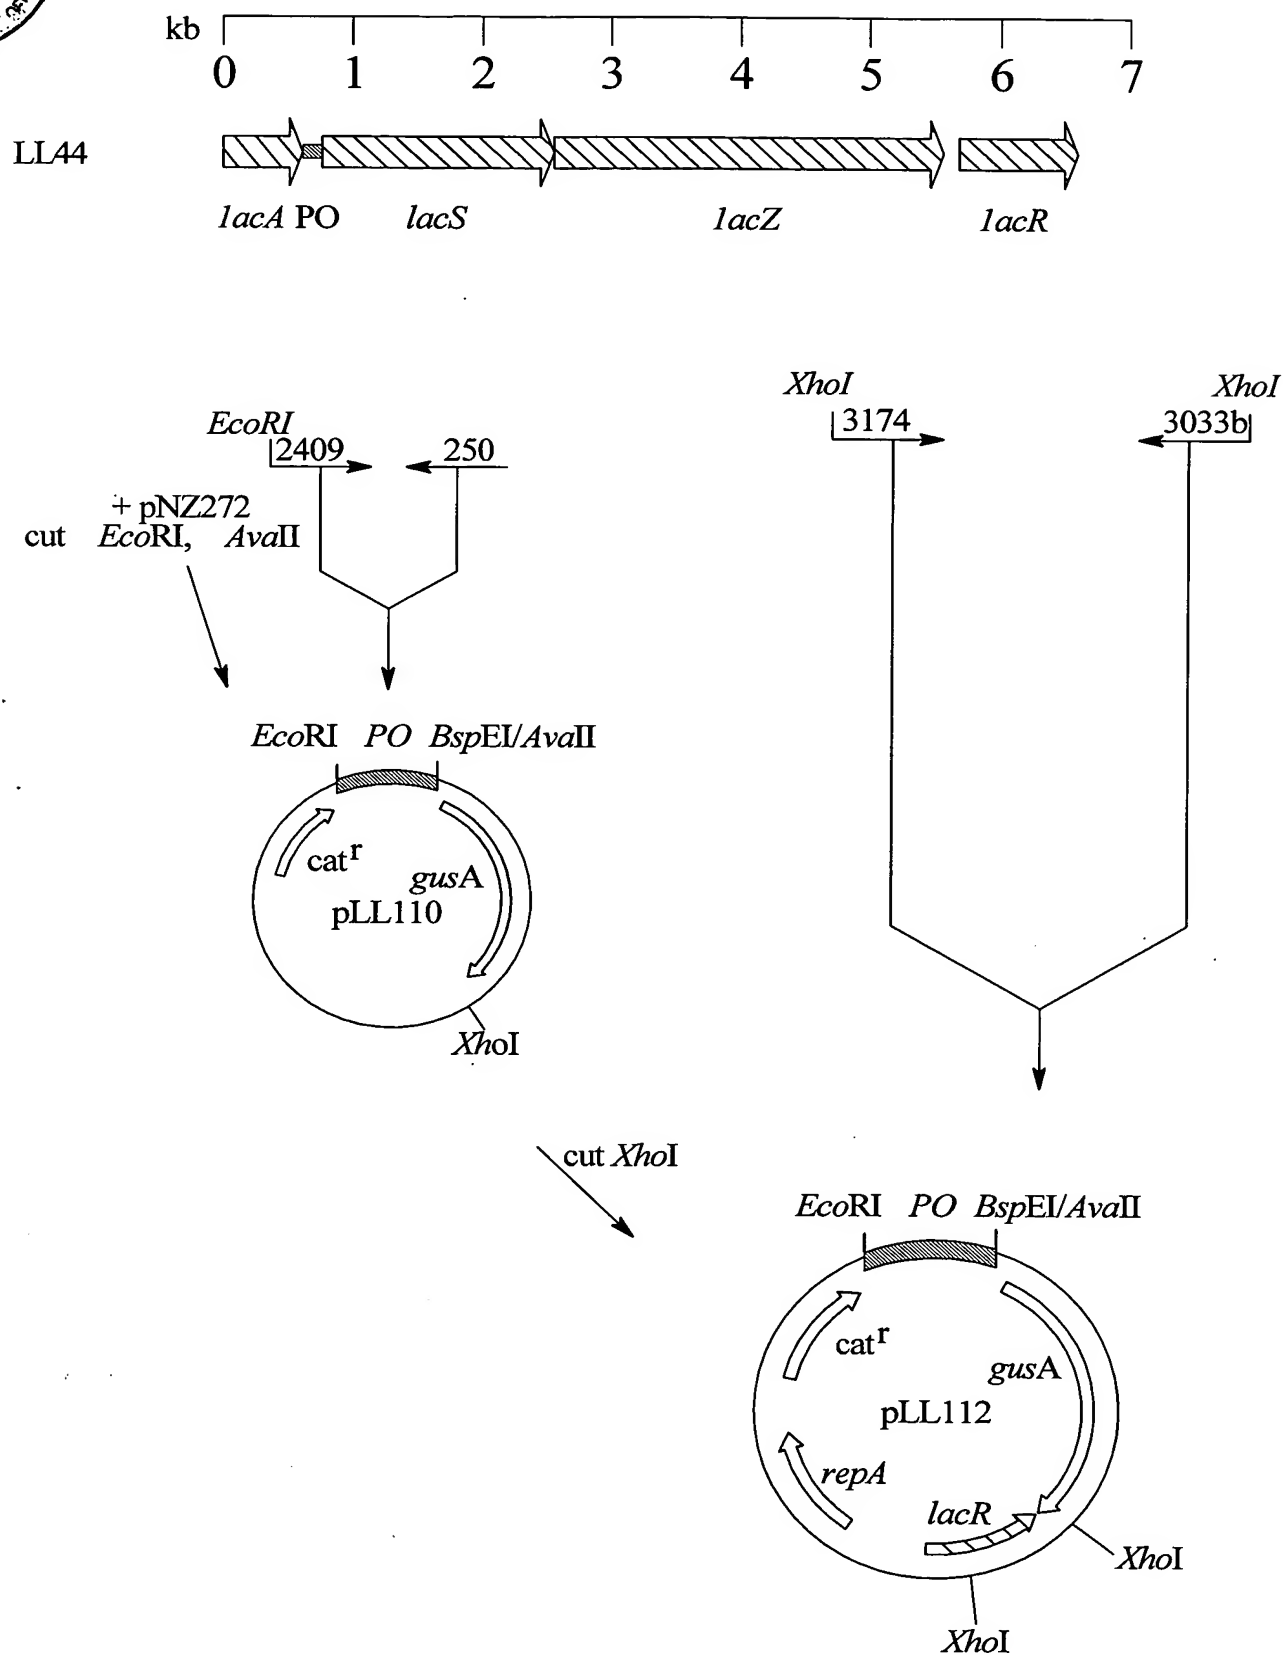 kb
0 1 2 3 4 5 6 7
LL44
lacA PO lacS lacZ lacR
XhoI XhoI
3174 3033b
EcoRI
2409 250
+ pNZ272
cut EcoRI, AvaII
EcoRI PO BspEI/AvaII
catr
gusA
pLL110
XhoI
cut XhoI
EcoRI PO BspEI/AvaII
catr
gusA
pLL112
repA
lacR
XhoI
XhoI